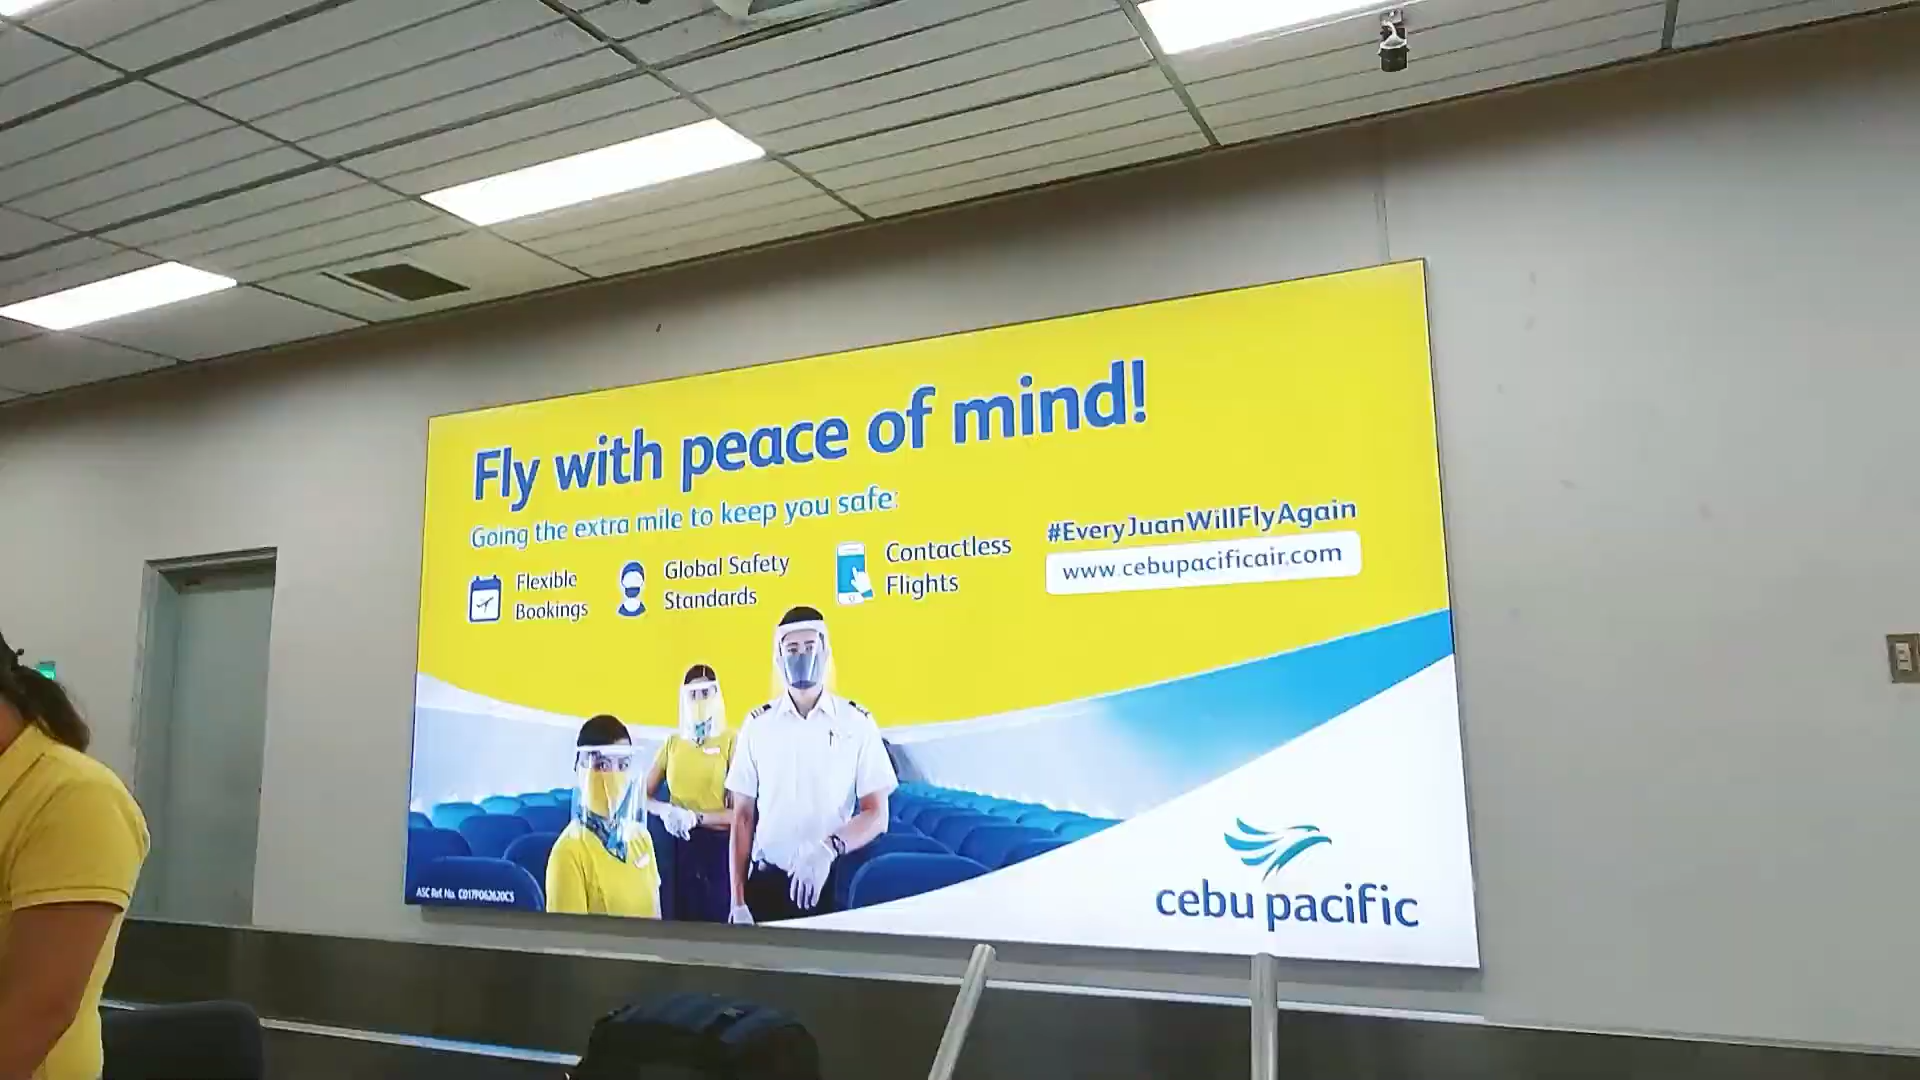 Fly with peace of mind!
Going the extra mile to keep you safe:
Flexible
Bookings
Global Safety
Standards
Contactless
Flights
#EveryJuanWillFlyAgain
www.cebupacificair.com
cebu pacific
ASC Ref. No. C017P062620CS